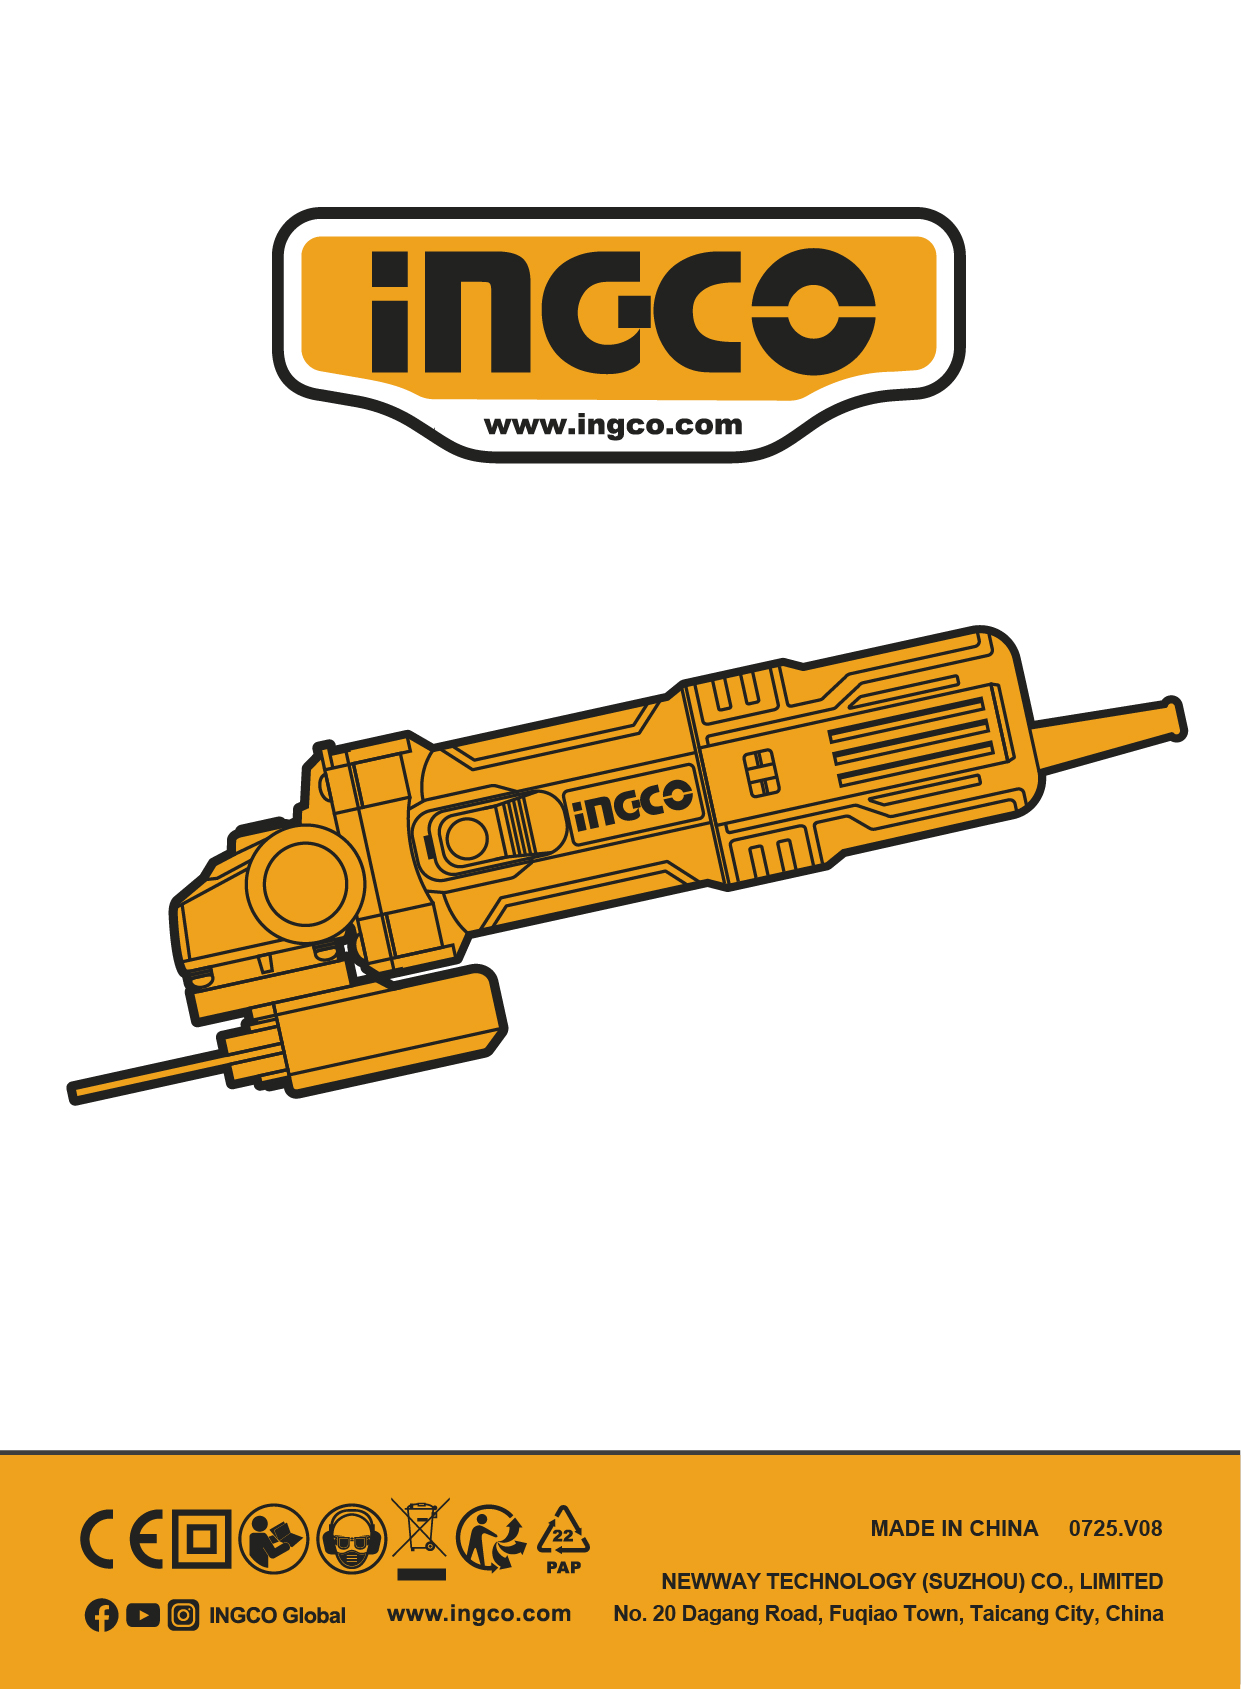 INGCO
www.ingco.com
INGCO
CE
22
PAP
MADE IN CHINA 0725.V08
NEWWAY TECHNOLOGY (SUZHOU) CO., LIMITED
No. 20 Dagang Road, Fuqiao Town, Taicang City, China
INGCO Global www.ingco.com